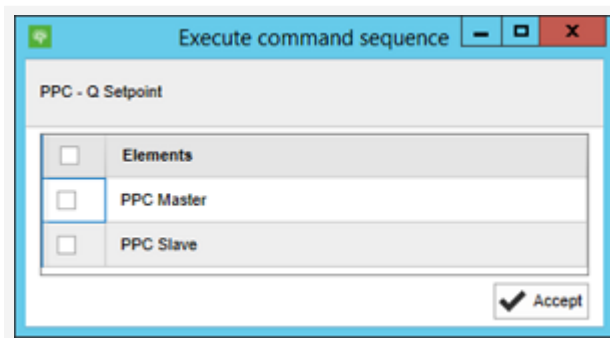 Execute command sequence
PPC - Q Setpoint
Elements
PPC Master
PPC Slave
Accept